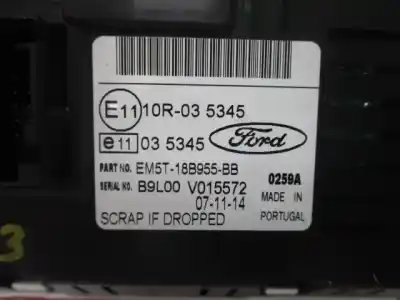 E11 10R-03 5345
e11 03 5345
Ford
PART NO. EM5T-18B955-BB
SERIAL NO. B9L00 V015572 0259A
07-11-14 MADE IN
SCRAP IF DROPPED PORTUGAL
3